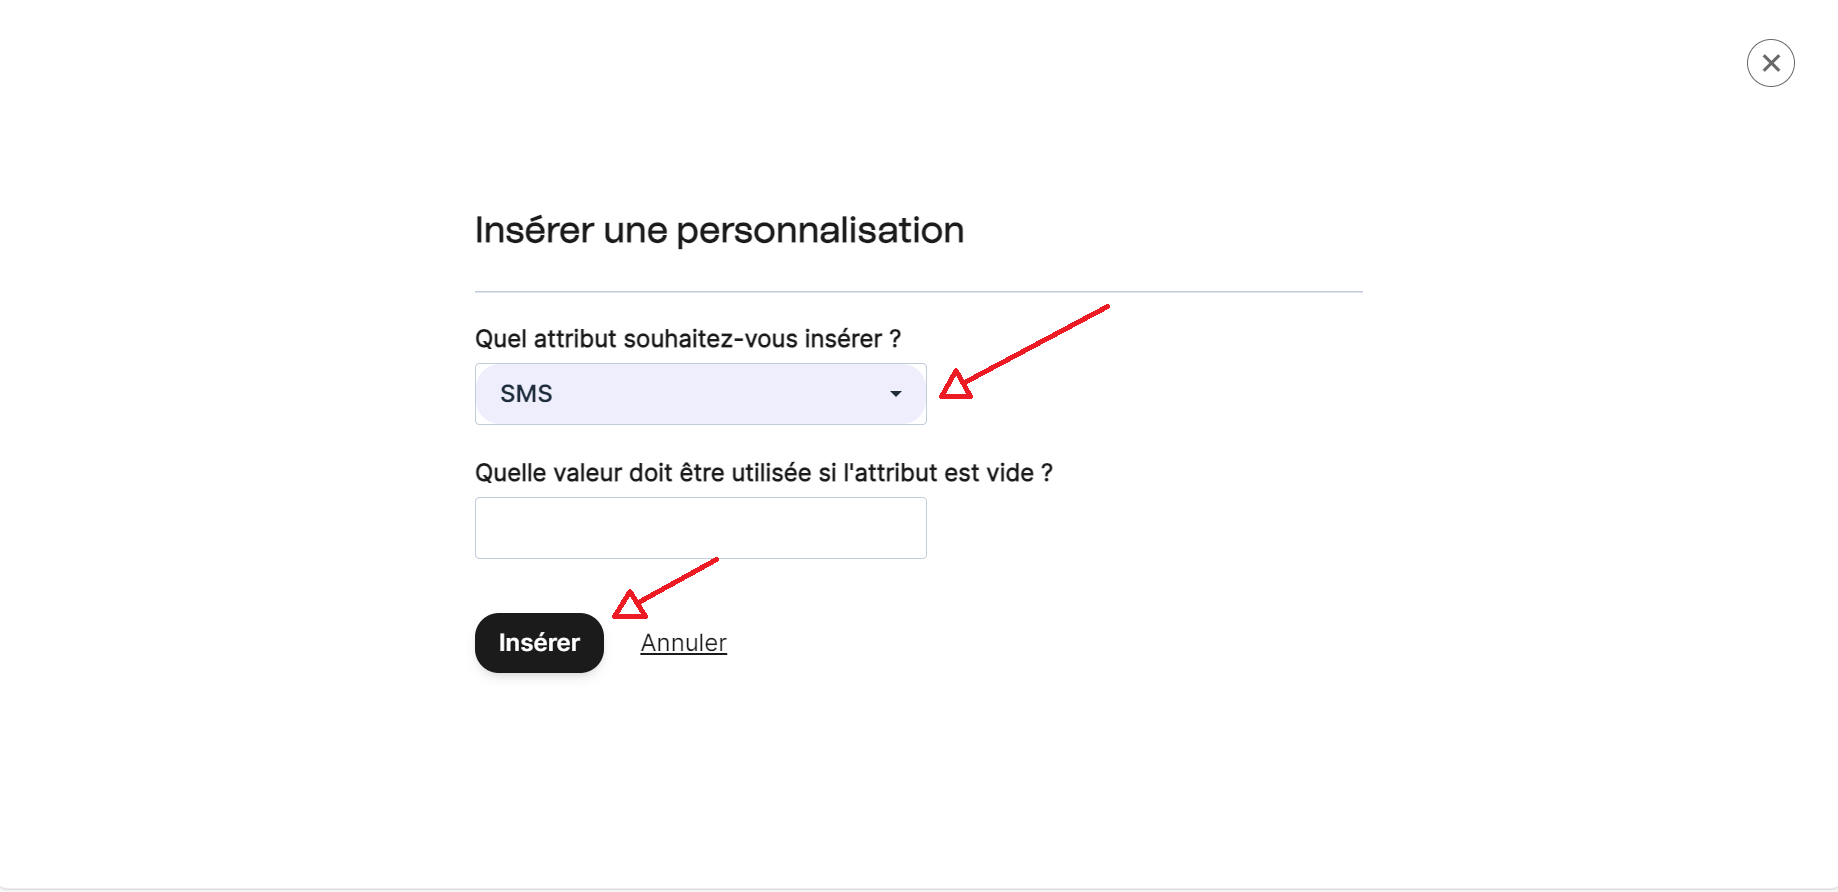 Insérer une personnalisation
Quel attribut souhaitez-vous insérer ?
SMS
Quelle valeur doit être utilisée si l'attribut est vide ?
Insérer Annuler